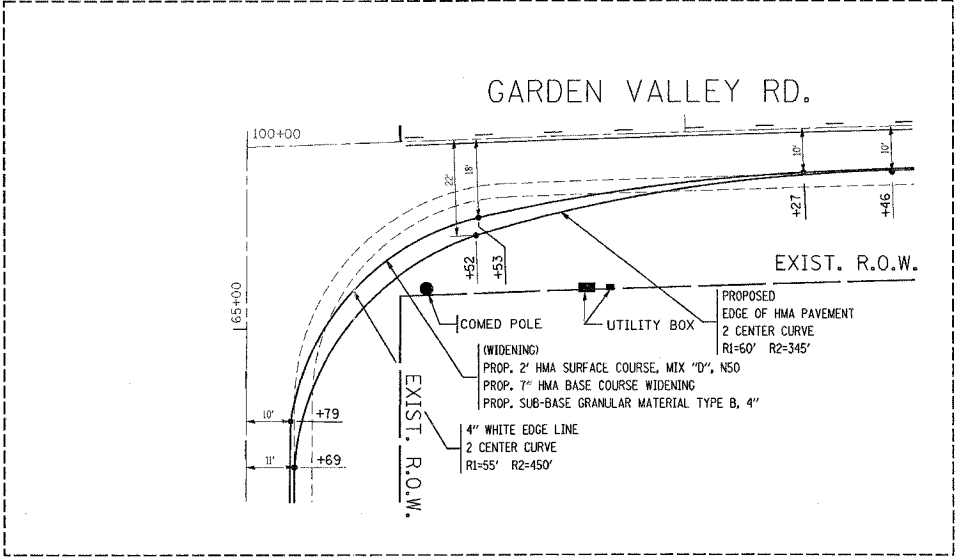 GARDEN VALLEY RD.
100+00
22'
18'
10'
10'
+27
+46
+52
+53
EXIST. R.O.W.
65+00
COMED POLE
UTILITY BOX
PROPOSED
EDGE OF HMA PAVEMENT
2 CENTER CURVE
R1=60' R2=345'
(WIDENING)
PROP. 2' HMA SURFACE COURSE, MIX "D", N50
PROP. 7" HMA BASE COURSE WIDENING
PROP. SUB-BASE GRANULAR MATERIAL TYPE B, 4"
EXIST. R.O.W.
4" WHITE EDGE LINE
2 CENTER CURVE
R1=55' R2=450'
10'
+79
11'
+69